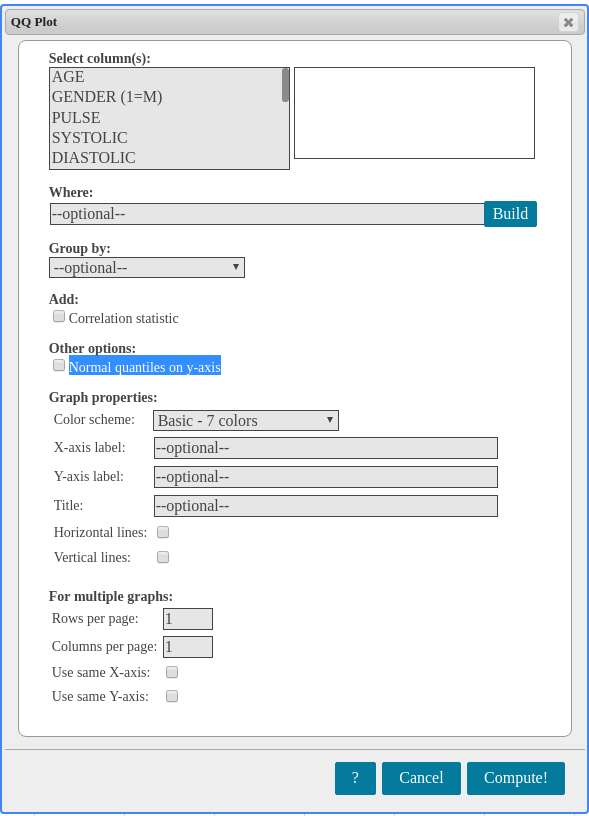 QQ Plot
Select column(s):
AGE
GENDER (1=M)
PULSE
SYSTOLIC
DIASTOLIC
Where:
--optional-- Build
Group by:
--optional--
Add:
Correlation statistic
Other options:
Normal quantiles on y-axis
Graph properties:
Color scheme: Basic - 7 colors
X-axis label: --optional--
Y-axis label: --optional--
Title: --optional--
Horizontal lines:
Vertical lines:
For multiple graphs:
Rows per page: 1
Columns per page: 1
Use same X-axis:
Use same Y-axis:
? Cancel Compute!